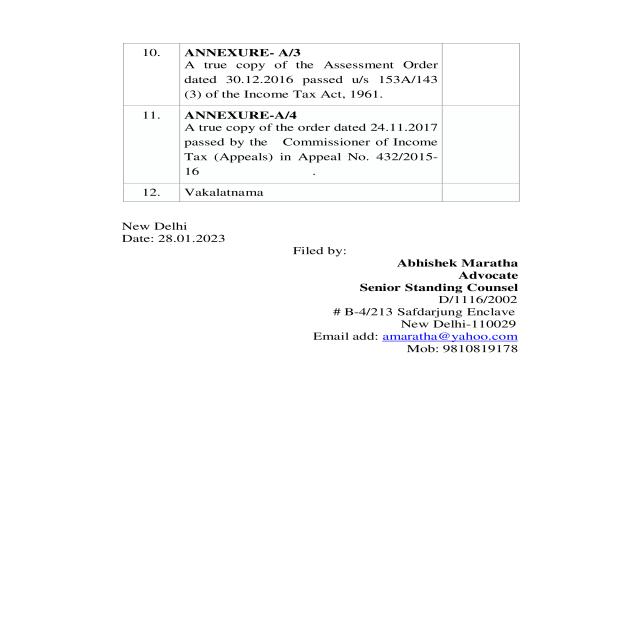 10. ANNEXURE- A/3
A true copy of the Assessment Order
dated 30.12.2016 passed u/s 153A/143
(3) of the Income Tax Act, 1961.
11. ANNEXURE-A/4
A true copy of the order dated 24.11.2017
passed by the Commissioner of Income
Tax (Appeals) in Appeal No. 432/2015-
16 .
12. Vakalatnama
New Delhi
Date: 28.01.2023
Filed by:
Abhishek Maratha
Advocate
Senior Standing Counsel
D/1116/2002
# B-4/213 Safdarjung Enclave
New Delhi-110029
Email add: amaratha@yahoo.com
Mob: 9810819178